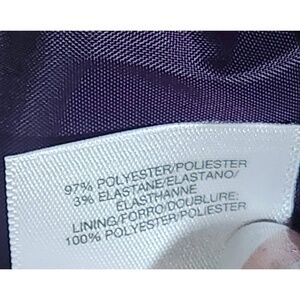 97% POLYESTER/POLIESTER
3% ELASTANE/ELASTANO/
ELASTHANNE
LINING/FORRO/DOUBLURE:
100% POLYESTER/POLIESTER